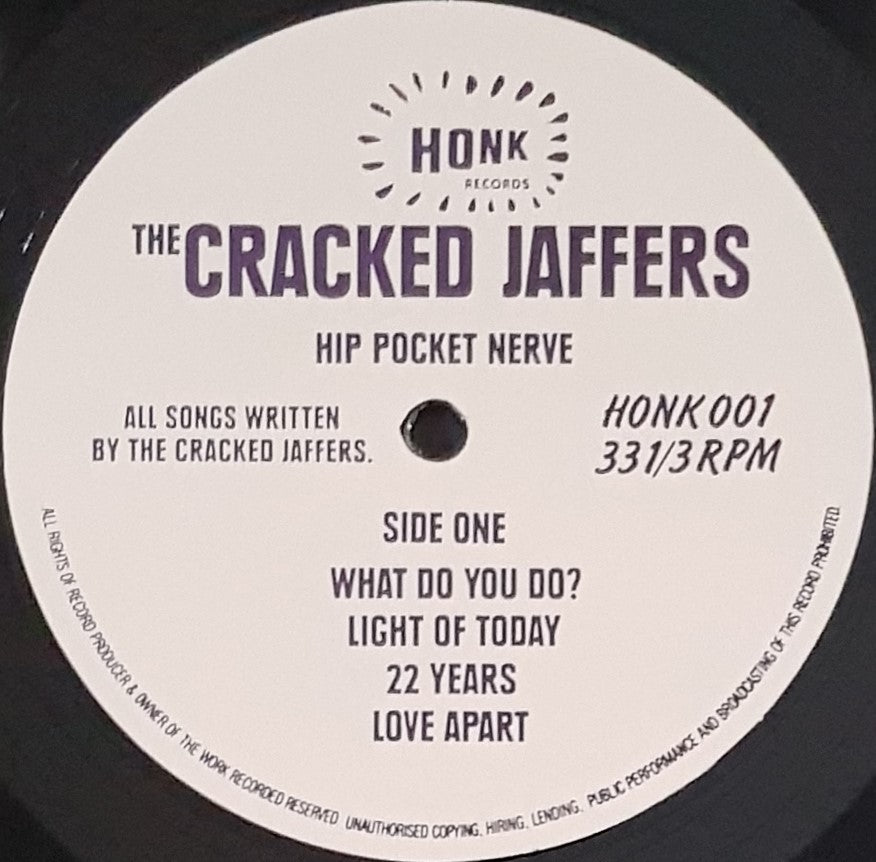 HONK
RECORDS
THE CRACKED JAFFERS
HIP POCKET NERVE
ALL SONGS WRITTEN
BY THE CRACKED JAFFERS.
HONK 001
33 1/3 RPM
SIDE ONE
WHAT DO YOU DO?
LIGHT OF TODAY
22 YEARS
LOVE APART
ALL RIGHTS OF RECORD PRODUCER & OWNER OF THE WORK RECORDED RESERVED. UNAUTHORISED COPYING, HIRING, LENDING, PUBLIC PERFORMANCE AND BROADCASTING OF THIS RECORD PROHIBITED.